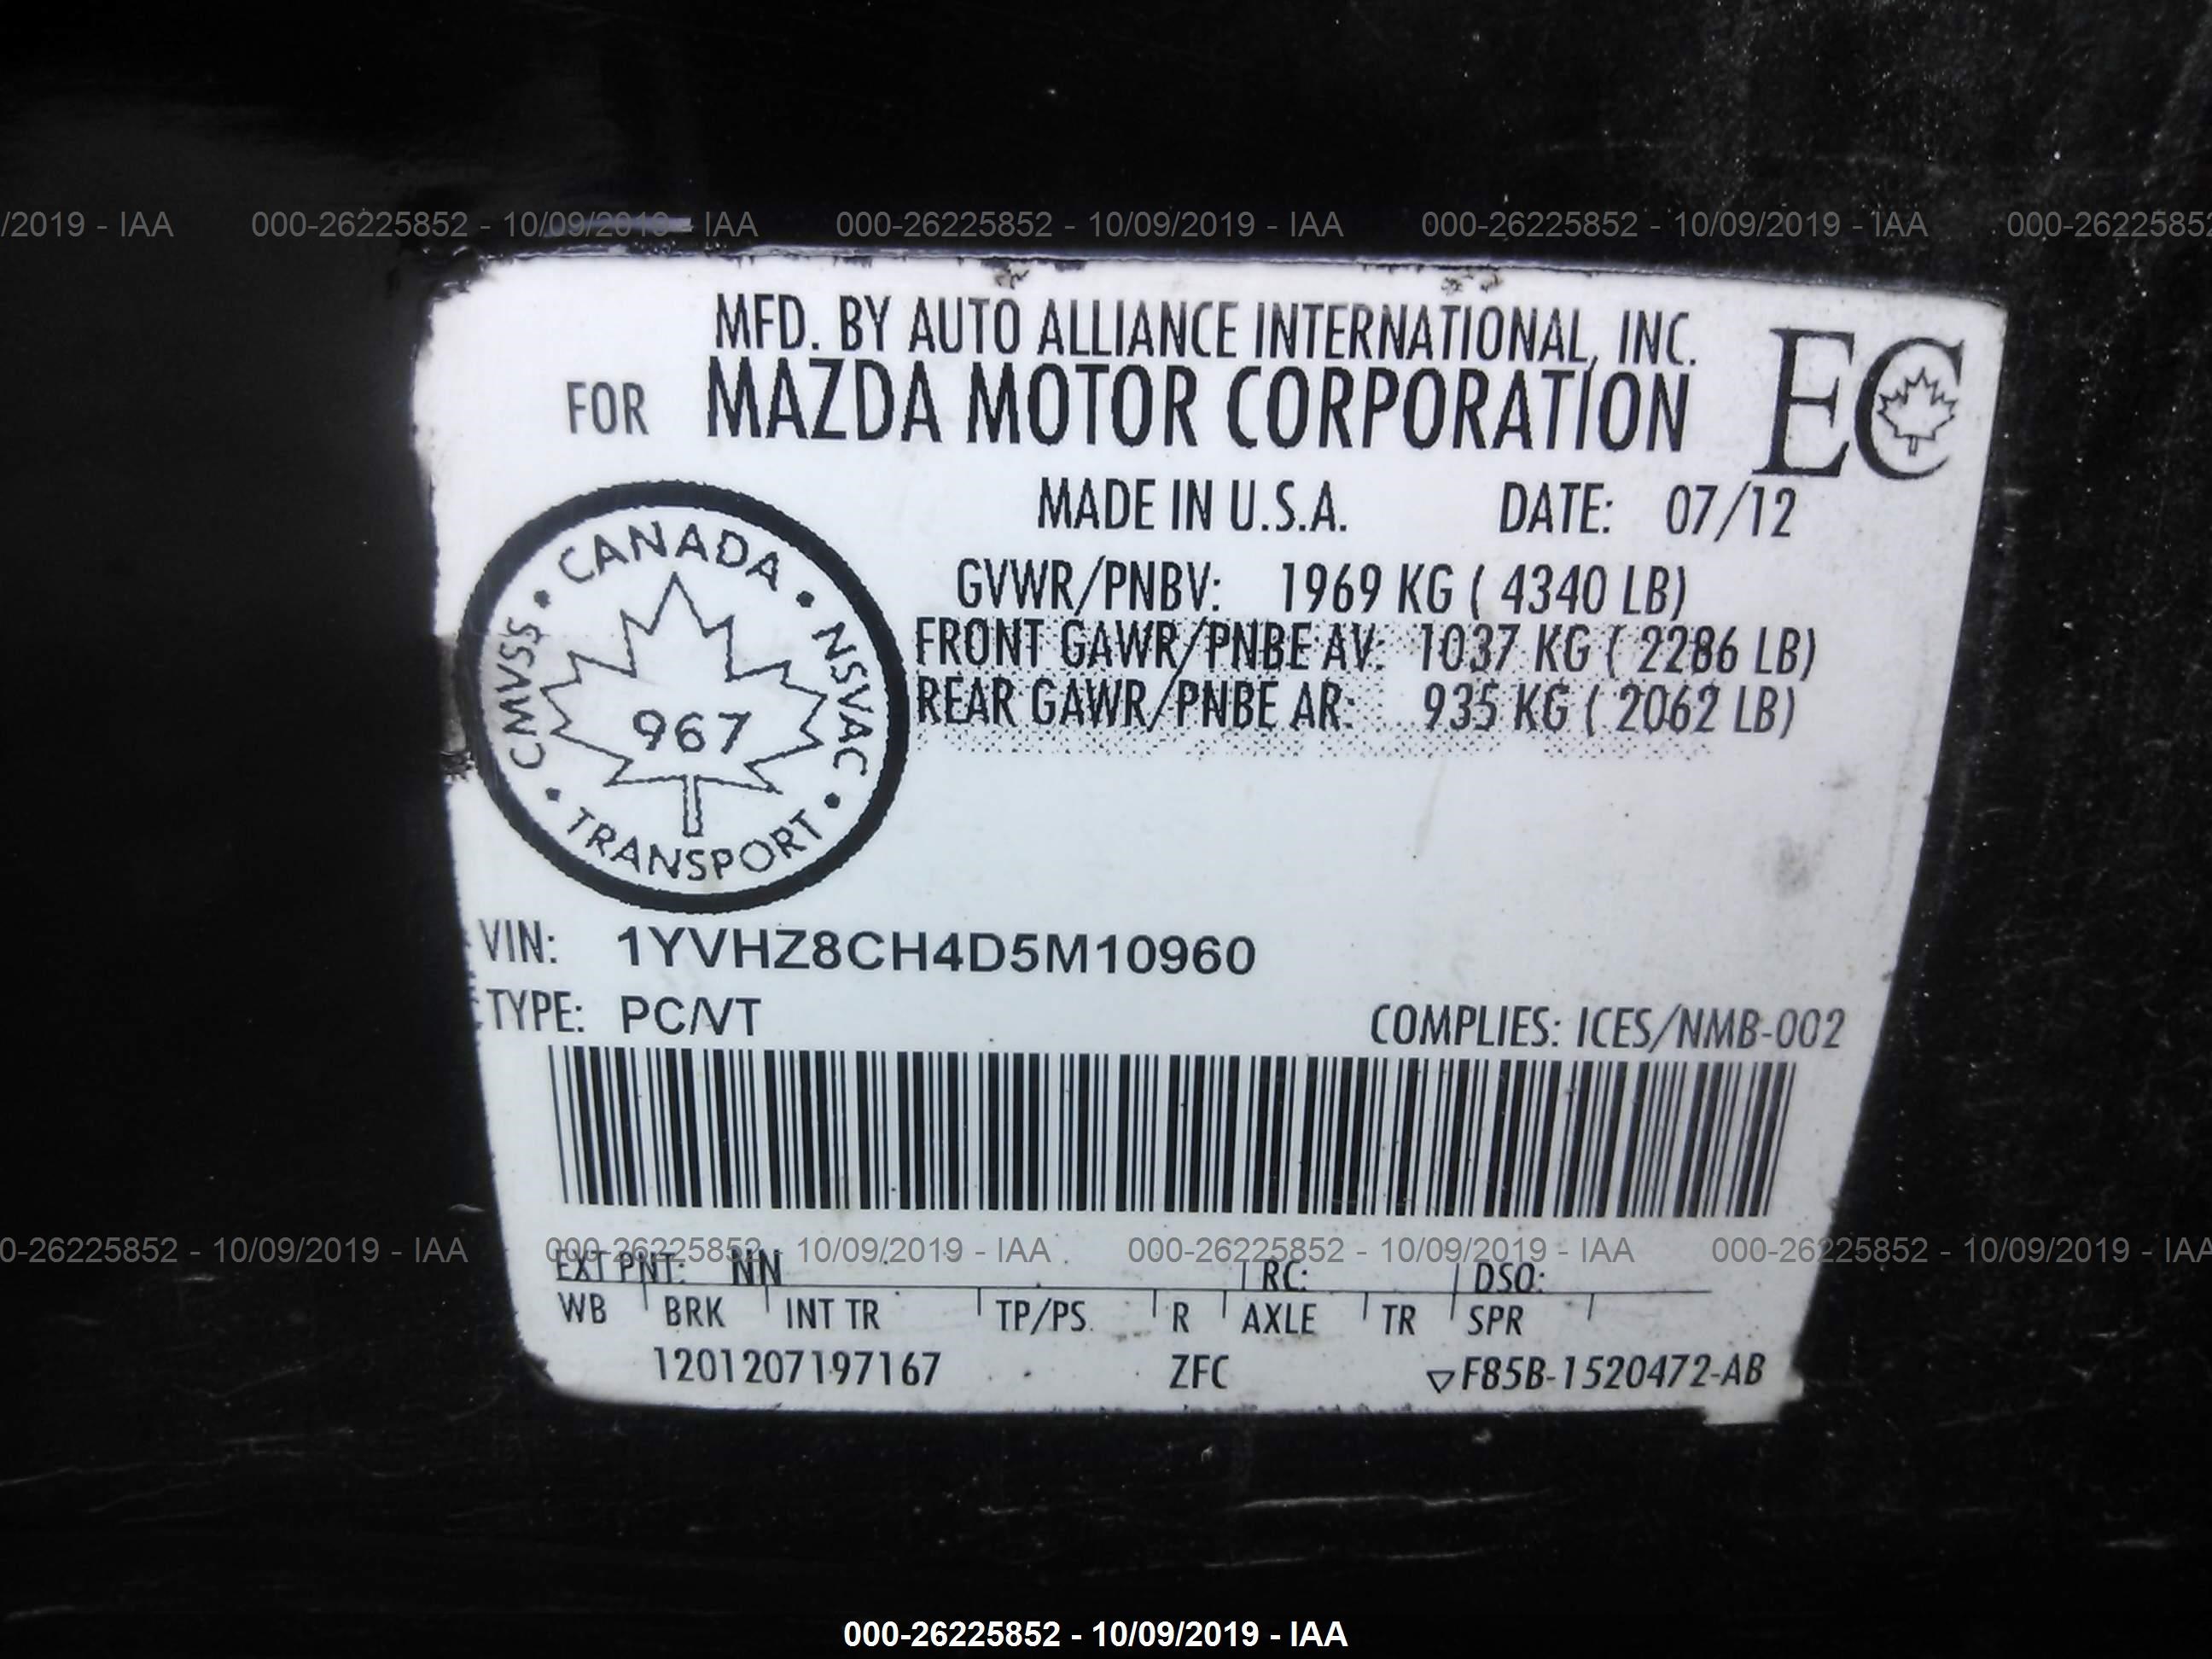 /2019 - IAA 000-26225852 - 10/09/2019 - IAA 000-26225852 - 10/09/2019 - IAA 000-26225852 - 10/09/2019 - IAA 000-26225852
MFD. BY AUTO ALLIANCE INTERNATIONAL, INC.
FOR MAZDA MOTOR CORPORATION
EC
MADE IN U.S.A. DATE: 07/12
GVWR/PNBV: 1969 KG ( 4340 LB)
FRONT GAWR/PNBE AV: 1037 KG ( 2286 LB)
REAR GAWR/PNBE AR: 935 KG ( 2062 LB)
CANADA • NSVAC • TRANSPORT • CMVSS •
967
VIN: 1YVHZ8CH4D5M10960
TYPE: PC/VT
COMPLIES: ICES/NMB-002
0-26225852 - 10/09/2019 - IAA 000-26225852 - 10/09/2019 - IAA 000-26225852 - 10/09/2019 - IAA 000-26225852 - 10/09/2019 - IAA
EXT PNT: NN RC: DSO:
WB BRK INT TR TP/PS R AXLE TR SPR
1201207197167 ZFC ▽F85B-1520472-AB
000-26225852 - 10/09/2019 - IAA